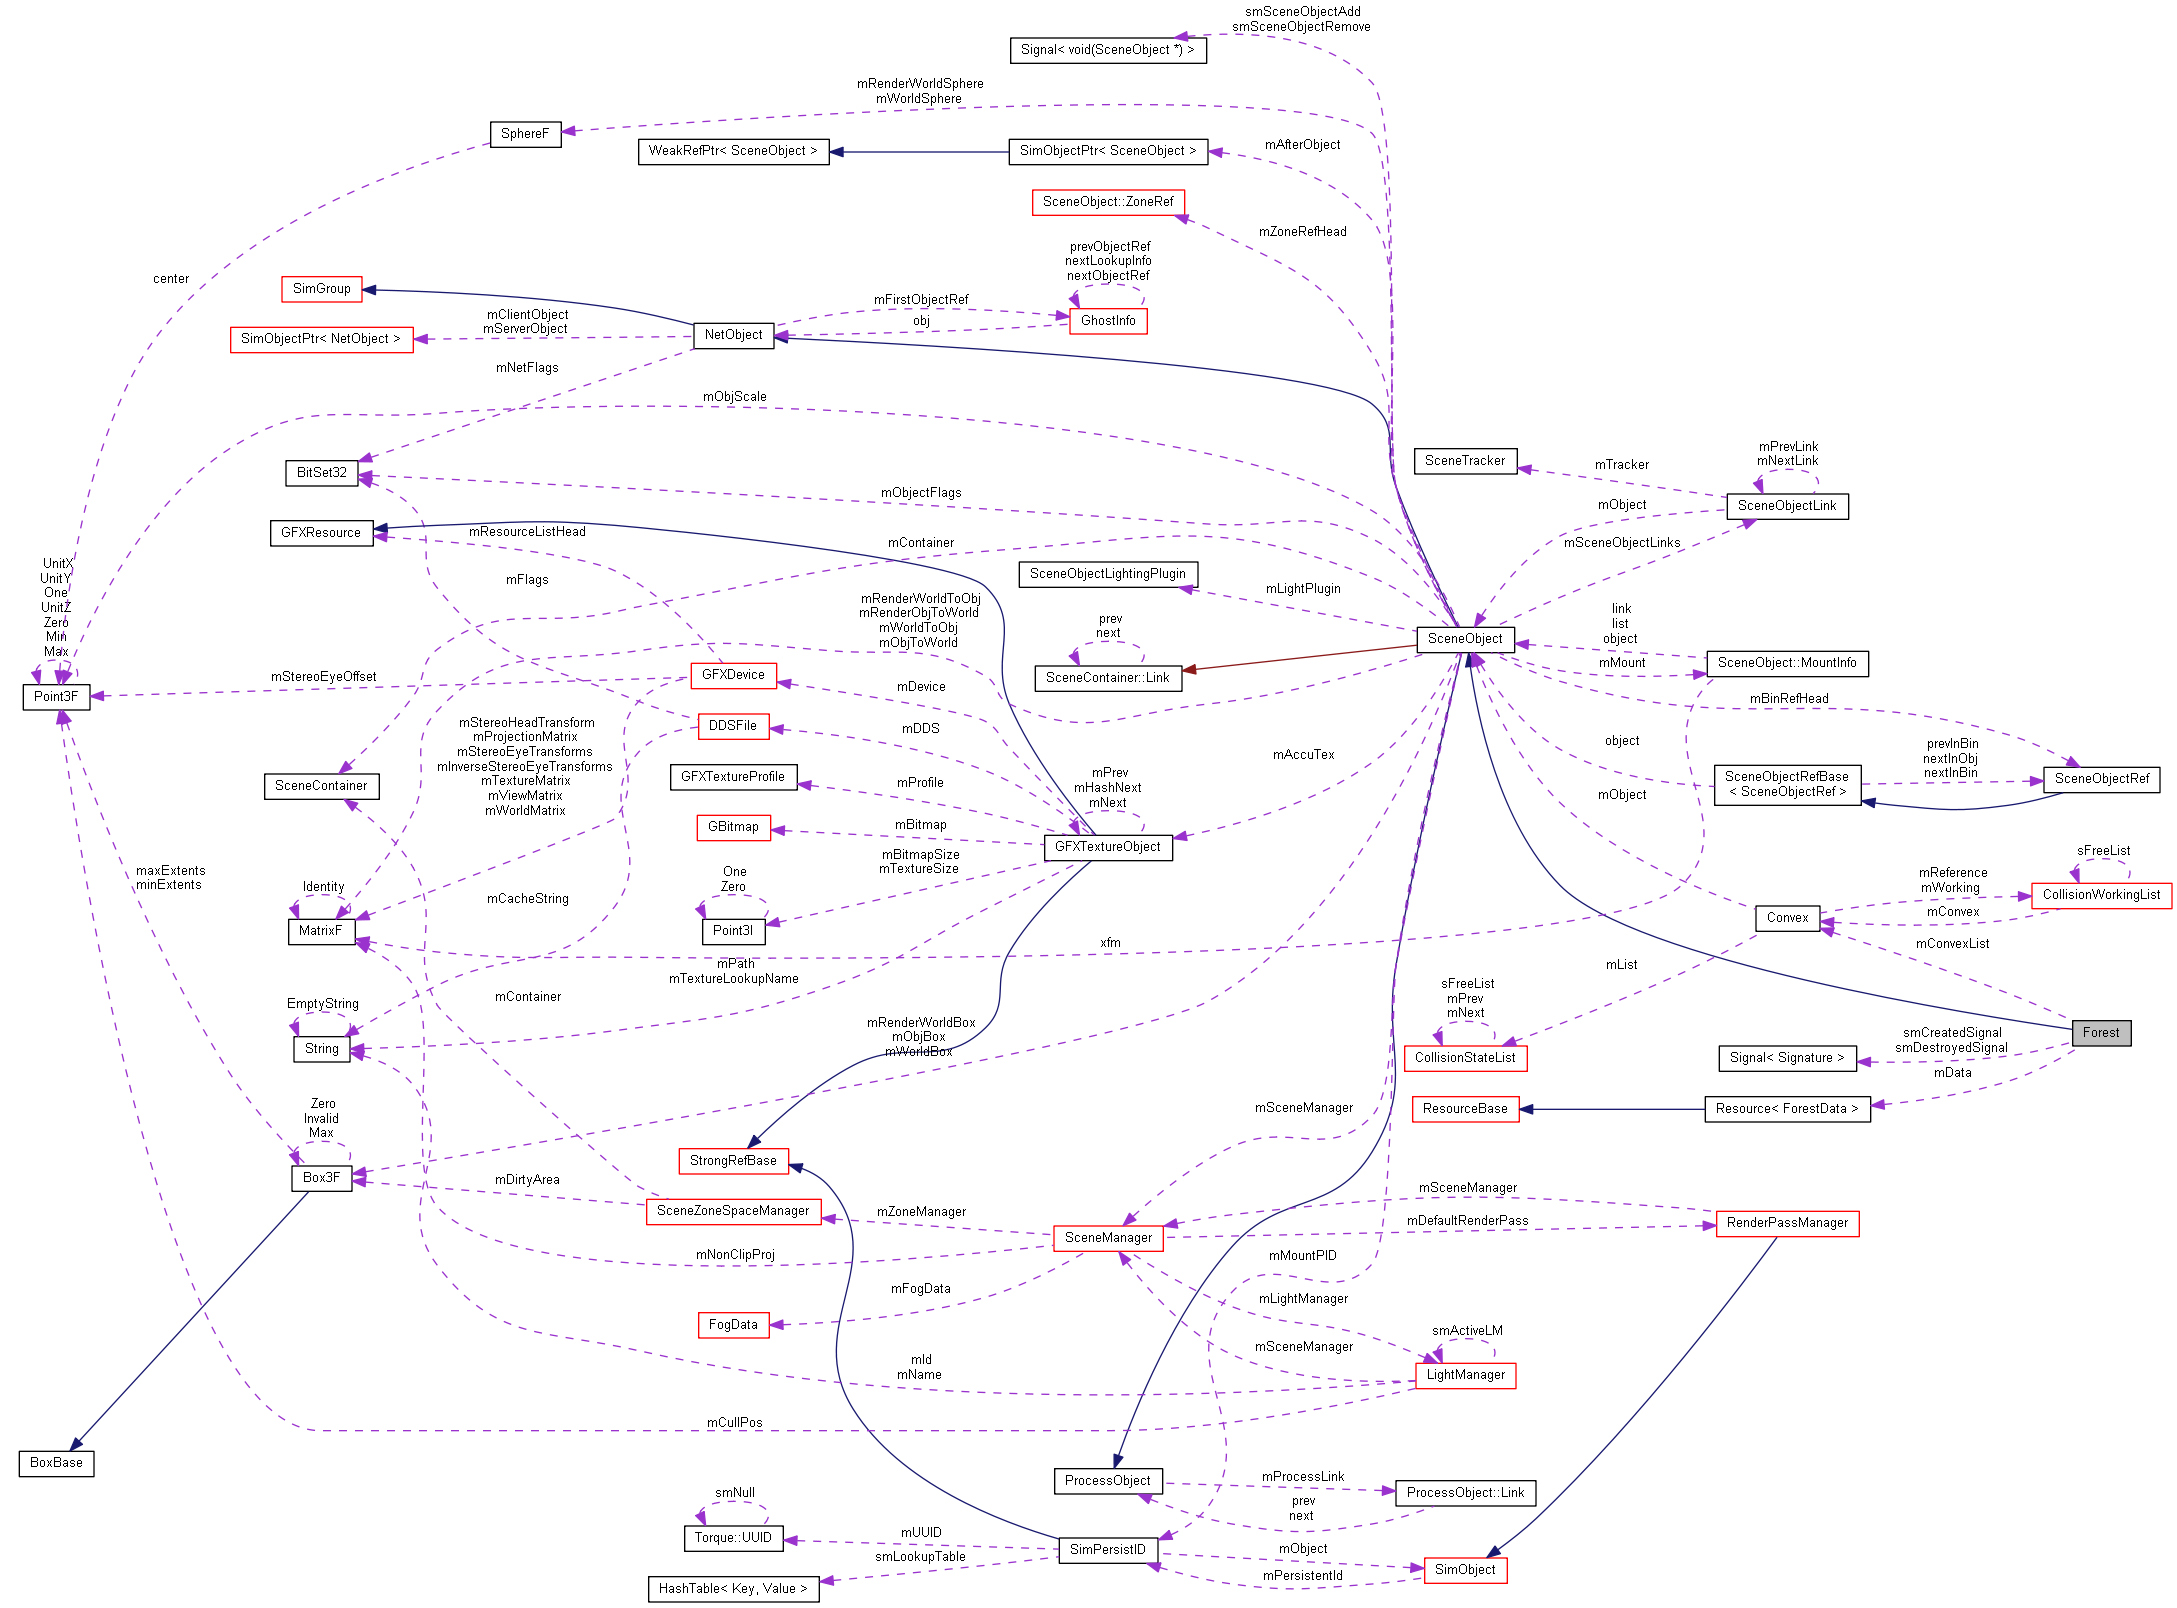 smSceneObjectAdd
smSceneObjectRemove
Signal< void(SceneObject *) >
mRenderWorldSphere
mWorldSphere
SphereF
WeakRefPtr< SceneObject >
SimObjectPtr< SceneObject >
mAfterObject
SceneObject::ZoneRef
mZoneRefHead
prevObjectRef
nextLookupInfo
nextObjectRef
center
SimGroup
mFirstObjectRef
mClientObject
mServerObject
GhostInfo
obj
NetObject
SimObjectPtr< NetObject >
mNetFlags
mObjScale
mPrevLink
mNextLink
SceneTracker
mTracker
BitSet32
mObjectFlags
mObject
SceneObjectLink
GFXResource
mResourceListHead
mContainer
mSceneObjectLinks
UnitX
UnitY
One
UnitZ
Zero
Min
Max
mFlags
SceneObjectLightingPlugin
mLightPlugin
mRenderWorldToObj
mRenderObjToWorld
mWorldToObj
mObjToWorld
prev
next
link
list
object
SceneObject
mMount
SceneObject::MountInfo
mStereoEyeOffset
GFXDevice
mDevice
SceneContainer::Link
Point3F
mBinRefHead
mStereoHeadTransform
mProjectionMatrix
mStereoEyeTransforms
mInverseStereoEyeTransforms
mTextureMatrix
mViewMatrix
mWorldMatrix
DDSFile
mDDS
mAccuTex
object
prevInBin
nextInObj
nextInBin
SceneContainer
GFXTextureProfile
mProfile
mPrev
mHashNext
mNext
SceneObjectRefBase
< SceneObjectRef >
SceneObjectRef
mObject
GBitmap
mBitmap
GFXTextureObject
mBitmapSize
mTextureSize
sFreeList
maxExtents
minExtents
Identity
One
Zero
mCacheString
mReference
mWorking
CollisionWorkingList
mConvex
Convex
MatrixF
Point3I
xfm
mConvexList
mPath
mTextureLookupName
mList
mContainer
sFreeList
mPrev
mNext
EmptyString
mRenderWorldBox
mObjBox
mWorldBox
Forest
smCreatedSignal
smDestroyedSignal
String
CollisionStateList
Signal< Signature >
mData
Zero
Invalid
Max
mSceneManager
ResourceBase
Resource< ForestData >
StrongRefBase
Box3F
mDirtyArea
SceneZoneSpaceManager
mZoneManager
mSceneManager
mDefaultRenderPass
RenderPassManager
SceneManager
mNonClipProj
mMountPID
mFogData
mLightManager
FogData
smActiveLM
mSceneManager
mId
mName
LightManager
mCullPos
BoxBase
ProcessObject
mProcessLink
ProcessObject::Link
prev
next
smNull
Torque::UUID
mUUID
SimPersistID
mObject
smLookupTable
mPersistentId
SimObject
HashTable< Key, Value >